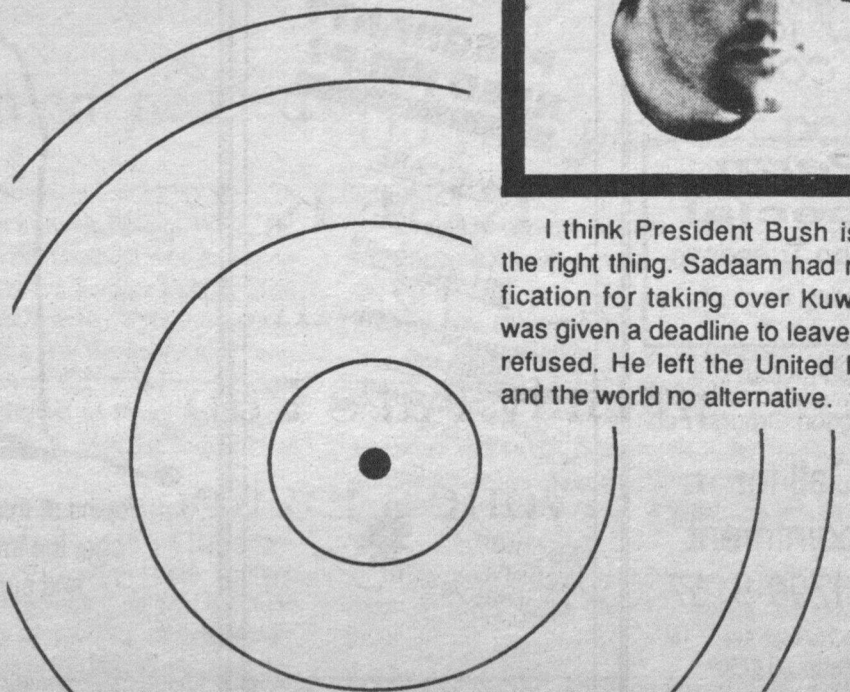 I think President Bush is
the right thing. Sadaam had
fication for taking over Kuw
was given a deadline to leave
refused. He left the United
and the world no alternative.